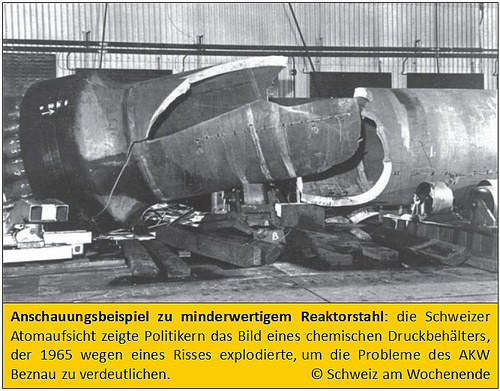 Anschauungsbeispiel zu minderwertigem Reaktorstahl: die Schweizer
Atomaufsicht zeigte Politikern das Bild eines chemischen Druckbehälters,
der 1965 wegen eines Risses explodierte, um die Probleme des AKW
Beznau zu verdeutlichen. © Schweiz am Wochenende